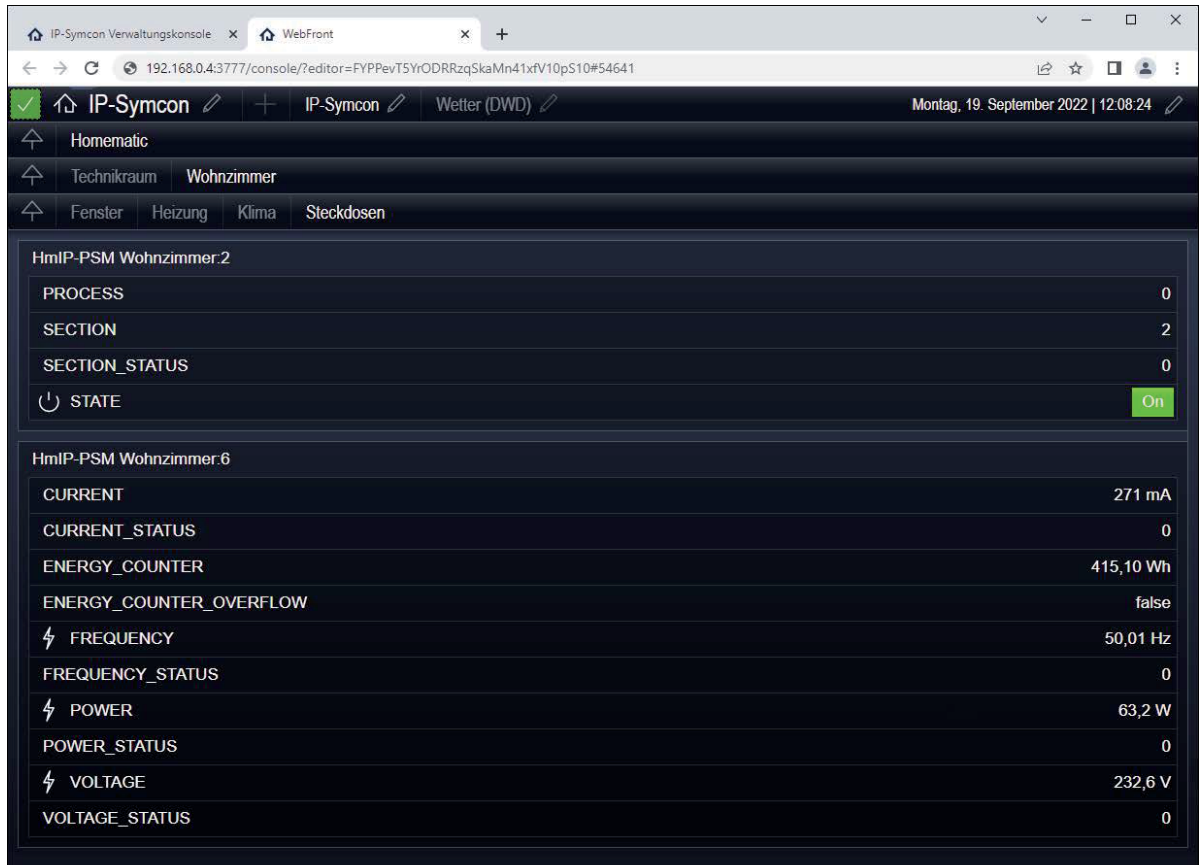 IP-Symcon Verwaltungskonsole WebFront
192.168.0.4:3777/console/?editor=FYPPevT5YrODRRzqSkaMn41xfV10pS10#54641
IP-Symcon IP-Symcon Wetter (DWD) Montag, 19. September 2022 | 12:08:24
Homematic
Technikraum Wohnzimmer
Fenster Heizung Klima Steckdosen
HmIP-PSM Wohnzimmer:2
PROCESS 0
SECTION 2
SECTION_STATUS 0
STATE On
HmIP-PSM Wohnzimmer:6
CURRENT 271 mA
CURRENT_STATUS 0
ENERGY_COUNTER 415,10 Wh
ENERGY_COUNTER_OVERFLOW false
FREQUENCY 50,01 Hz
FREQUENCY_STATUS 0
POWER 63,2 W
POWER_STATUS 0
VOLTAGE 232,6 V
VOLTAGE_STATUS 0